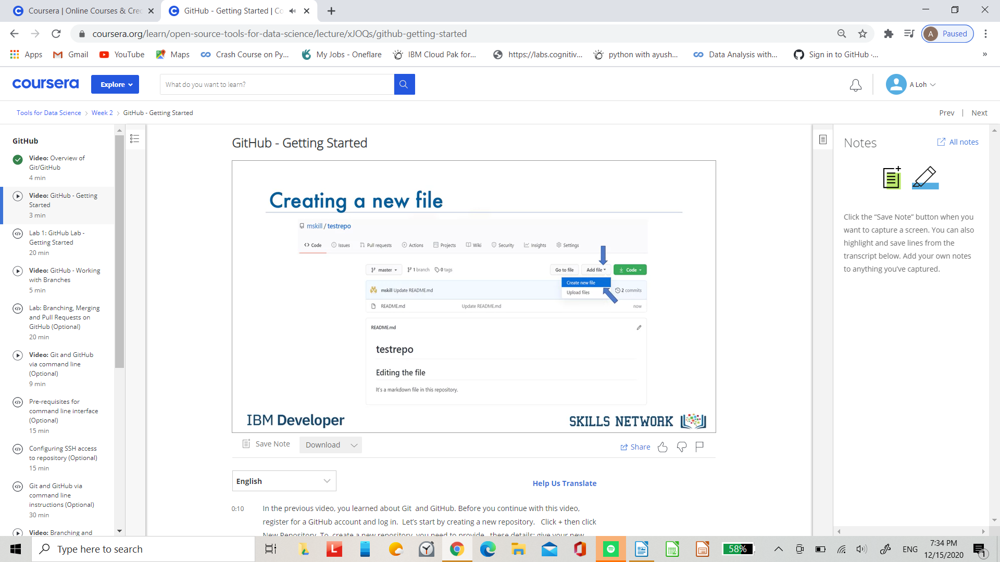 Coursera | Online Courses & Cred
GitHub - Getting Started | Co
coursera.org/learn/open-source-tools-for-data-science/lecture/xJOQs/github-getting-started
A Paused
Apps Gmail YouTube Maps Crash Course on Py... My Jobs - Oneflare IBM Cloud Pak for... https://labs.cognitiv... python with ayush... Data Analysis with... Sign in to GitHub ·... »
coursera Explore What do you want to learn? A Loh
Tools for Data Science > Week 2 > GitHub - Getting Started Prev | Next
GitHub
Video: Overview of
Git/GitHub
4 min
Video: GitHub - Getting
Started
3 min
Lab 1: GitHub Lab -
Getting Started
20 min
Video: GitHub - Working
with Branches
5 min
Lab: Branching, Merging
and Pull Requests on
GitHub (Optional)
20 min
Video: Git and GitHub
via command line
(Optional)
9 min
Pre-requisites for
command line interface
(Optional)
15 min
Configuring SSH access
to repository (Optional)
15 min
Git and GitHub via
command line
instructions (Optional)
30 min
Video: Branching and
GitHub - Getting Started
Creating a new file
mskill / testrepo
Code Issues Pull requests Actions Projects Wiki Security Insights Settings
master 1 branch 0 tags Go to file Add file Code
Create new file
Upload files
mskill Update README.md 2 commits
README.md Update README.md now
README.md
testrepo
Editing the file
It's a markdown file in this repository.
IBM Developer
SKILLS NETWORK
Save Note Download Share
English
Help Us Translate
0:10 In the previous video, you learned about Git and GitHub. Before you continue with this video,
register for a GitHub account and log in. Let's start by creating a new repository. Click + then click
New Repository. To create a new repository, you need to provide these details: give your new
Notes
All notes
Click the “Save Note” button when you
want to capture a screen. You can also
highlight and save lines from the
transcript below. Add your own notes
to anything you’ve captured.
Type here to search
L
58%
ENG
7:34 PM
12/15/2020
1